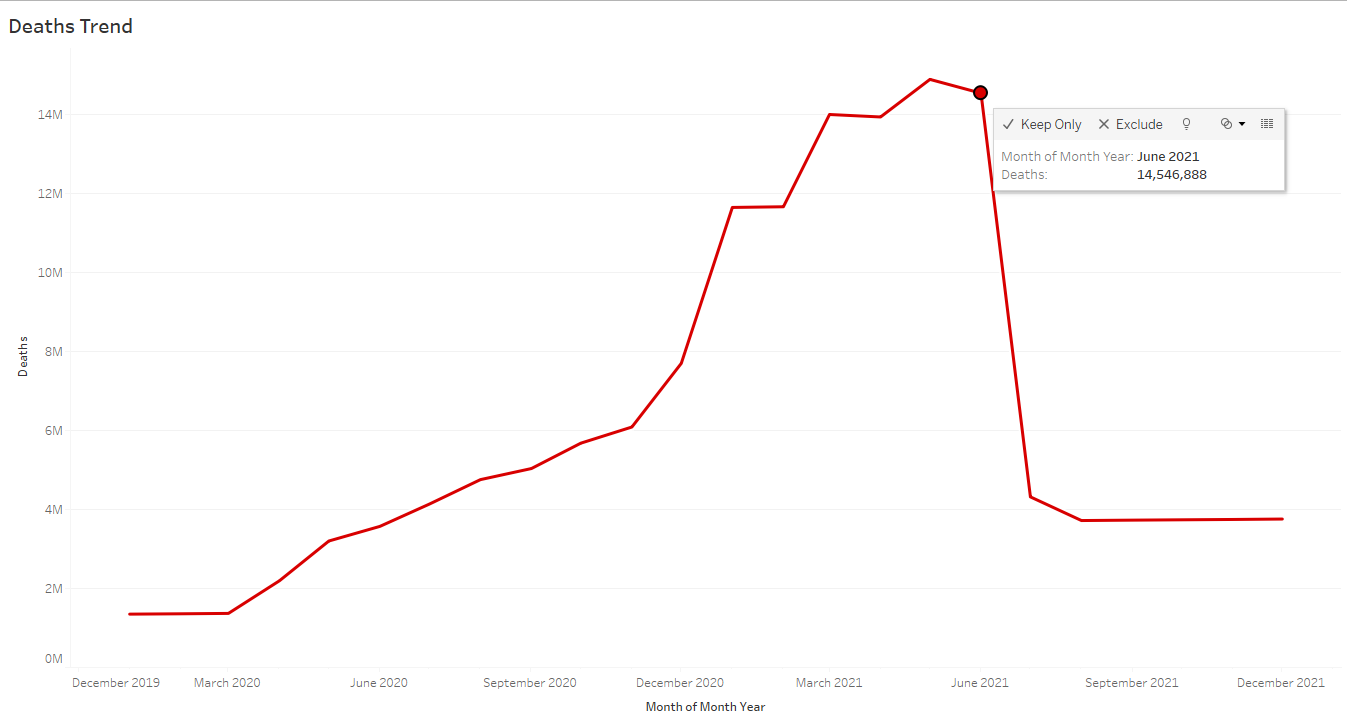 Deaths Trend
14M
12M
10M
8M
6M
4M
2M
0M
Deaths
Keep Only Exclude
Month of Month Year: June 2021
Deaths: 14,546,888
December 2019 March 2020 June 2020 September 2020 December 2020 March 2021 June 2021 September 2021 December 2021
Month of Month Year